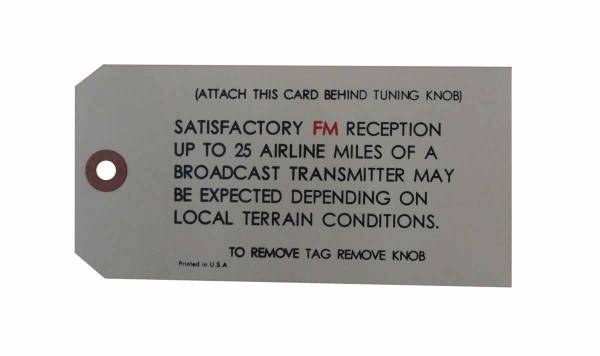 (ATTACH THIS CARD BEHIND TUNING KNOB)
SATISFACTORY FM RECEPTION
UP TO 25 AIRLINE MILES OF A
BROADCAST TRANSMITTER MAY
BE EXPECTED DEPENDING ON
LOCAL TERRAIN CONDITIONS.
TO REMOVE TAG REMOVE KNOB
Printed in U.S.A